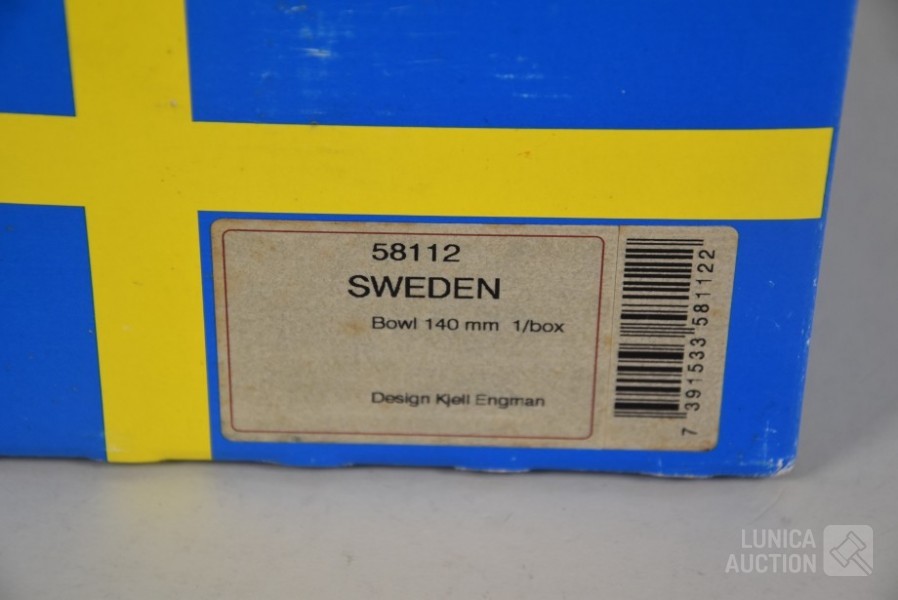 58112
SWEDEN
Bowl 140 mm 1/box
Design Kjell Engman
7 391533 581122
LUNICA
AUCTION